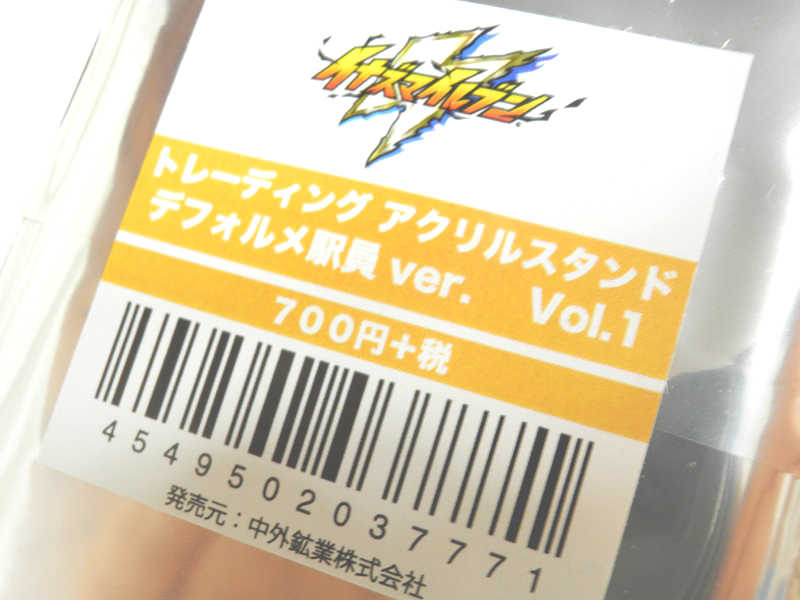 イナズマイレブン
トレーディング アクリルスタンド
デフォルメ駅員 ver. Vol.1
700円+税
4549502037771
発売元:中外鉱業株式会社